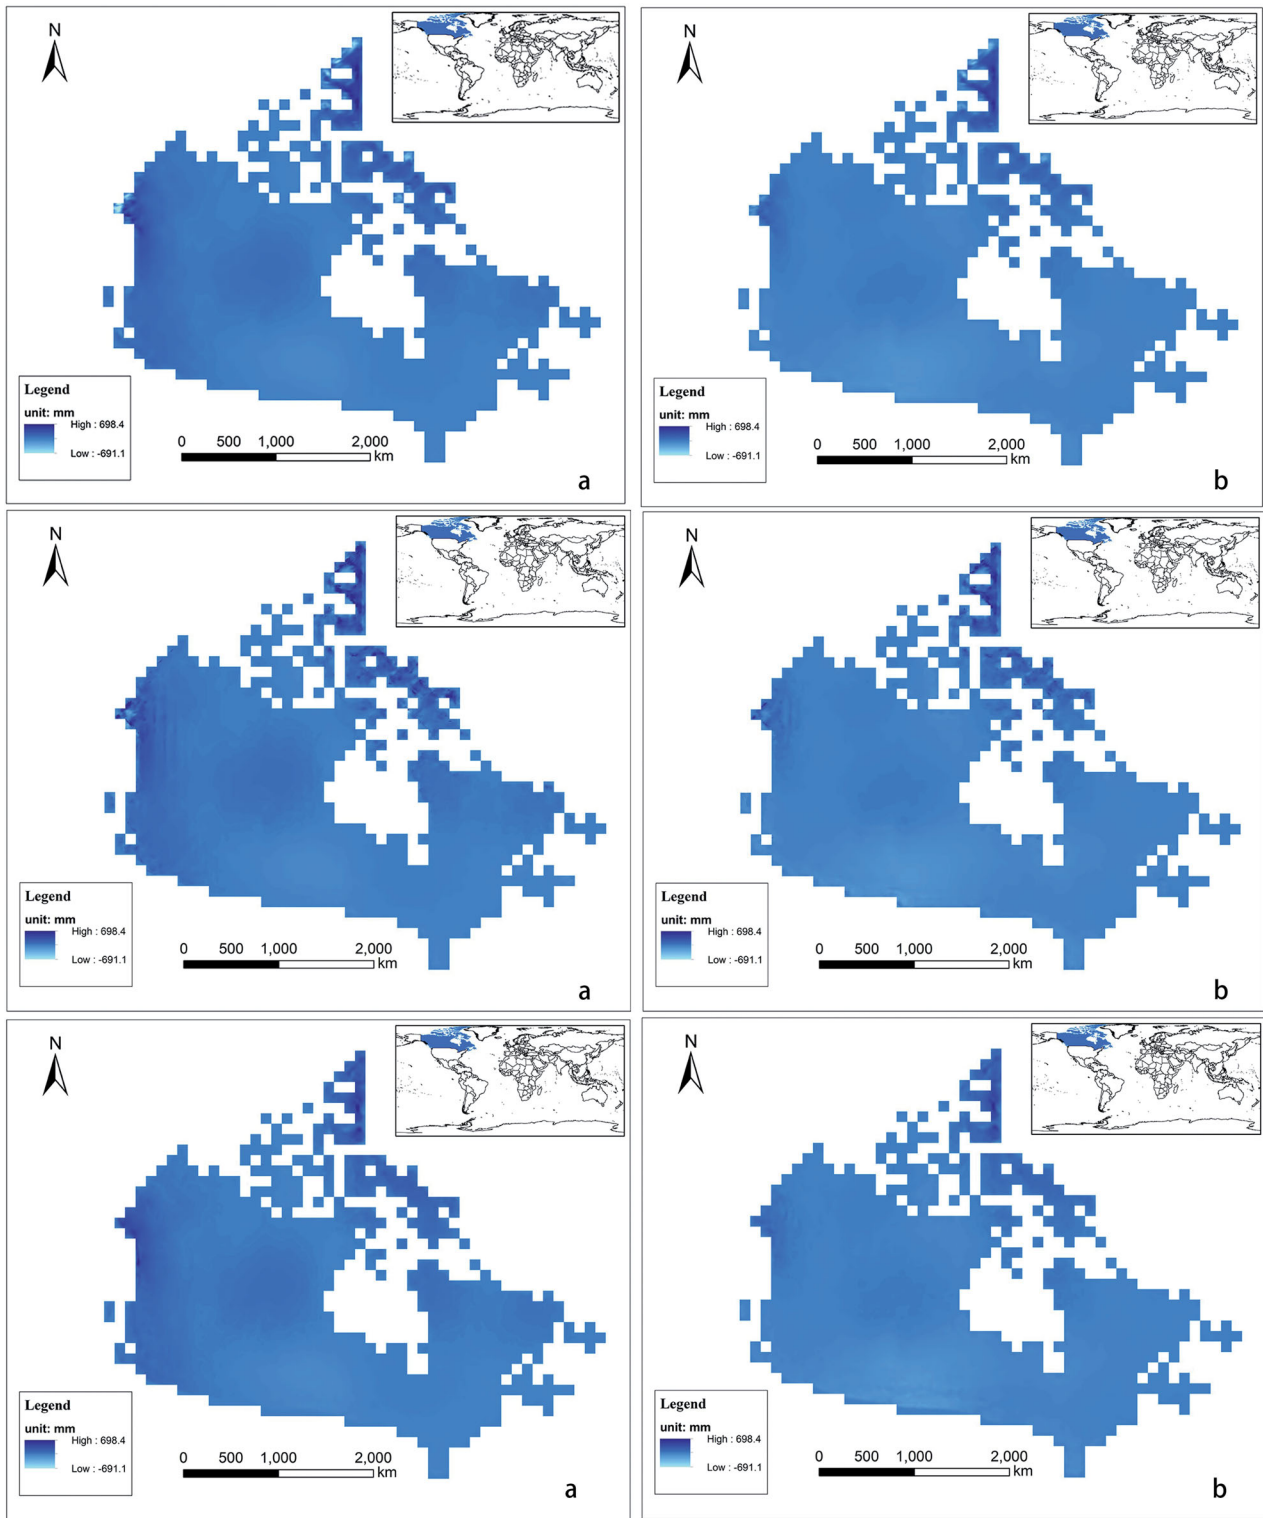 N
Legend
unit: mm
High : 698.4
Low : -691.1
0 500 1,000 2,000
km
a
N
Legend
unit: mm
High : 698.4
Low : -691.1
0 500 1,000 2,000
km
b
N
Legend
unit: mm
High : 698.4
Low : -691.1
0 500 1,000 2,000
km
a
N
Legend
unit: mm
High : 698.4
Low : -691.1
0 500 1,000 2,000
km
b
N
Legend
unit: mm
High : 698.4
Low : -691.1
0 500 1,000 2,000
km
a
N
Legend
unit: mm
High : 698.4
Low : -691.1
0 500 1,000 2,000
km
b